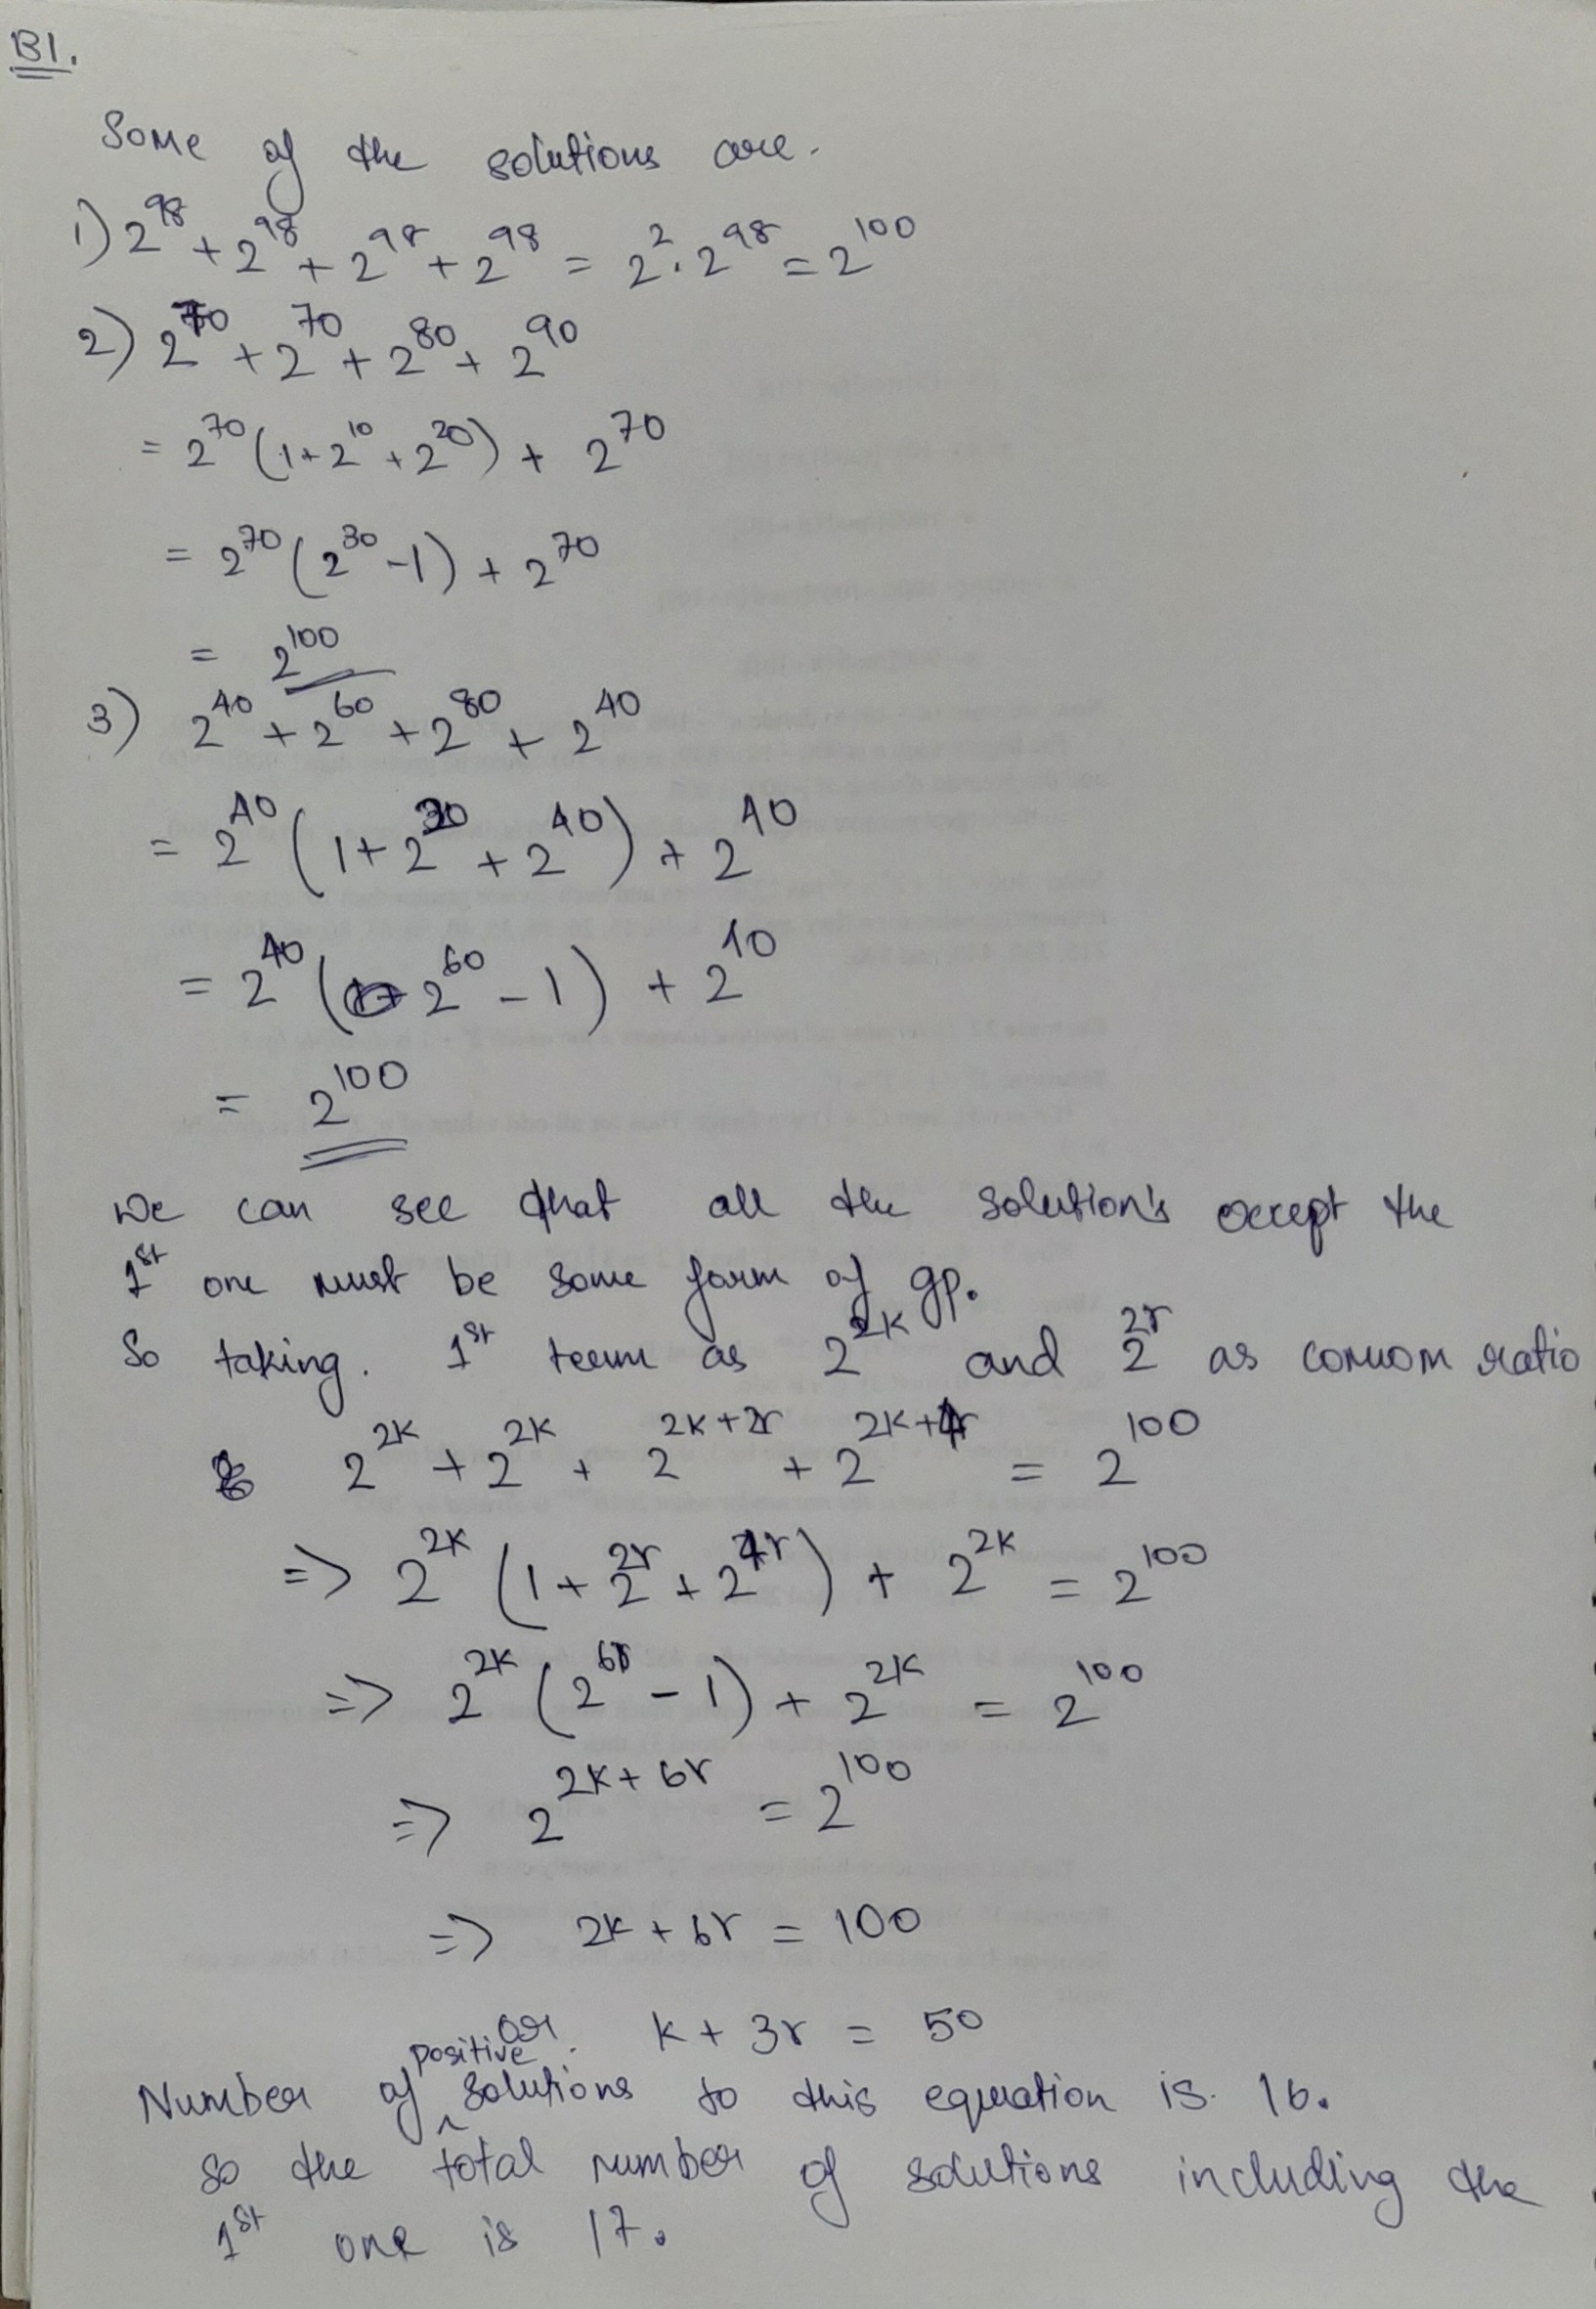 B1.
Some of the solutions are.
1) 2^98 + 2^98 + 2^98 + 2^98 = 2^2 . 2^98 = 2^100
2) 2^70 + 2^70 + 2^80 + 2^90
= 2^70 (1 + 2^10 + 2^20) + 2^70
= 2^70 (2^30 - 1) + 2^70
= 2^100
3) 2^40 + 2^60 + 2^80 + 2^40
= 2^40 (1 + 2^20 + 2^40) + 2^40
= 2^40 (2^60 - 1) + 2^40
= 2^100
We can see that all the solution's except the
1st one must be some form of gp.
So taking. 1st term as 2^2k and 2^2r as common ratio
2^2k + 2^2k + 2^2k+2r + 2^2k+4r = 2^100
=> 2^2k (1 + 2^2r + 2^4r) + 2^2k = 2^100
=> 2^2k (2^6r - 1) + 2^2k = 2^100
=> 2^2k+6r = 2^100
=> 2k + 6r = 100
or. k + 3r = 50
Number of positive solutions to this equation is. 16.
So the total number of solutions including the
1st one is 17.